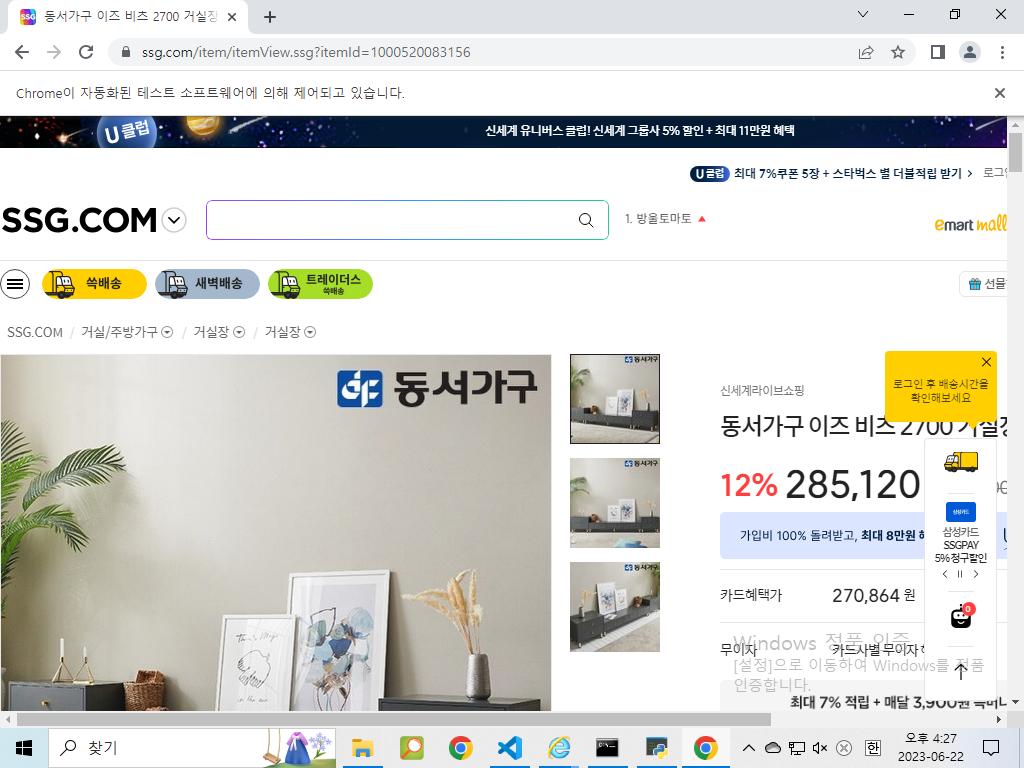 동서가구 이즈 비츠 2700 거실장
ssg.com/item/itemView.ssg?itemId=1000520083156
Chrome이 자동화된 테스트 소프트웨어에 의해 제어되고 있습니다.
U클럽
신세계 유니버스 클럽! 신세계 그룹사 5% 할인 + 최대 11만원 혜택
U클럽 최대 7%쿠폰 5장 + 스타벅스 별 더블적립 받기 로그인
SSG.COM
1. 방울토마토
emart mall
쓱배송
새벽배송
트레이더스
쓱배송
선물
SSG.COM / 거실/주방가구 / 거실장 / 거실장
동서가구
동서가구
동서가구
로그인 후 배송시간을
확인해보세요
신세계라이브쇼핑
동서가구 이즈 비츠 2700 거실장
12% 285,120
삼성카드
가입비 100% 돌려받고, 최대 8만원
삼성카드
SSGPAY
5% 청구할인
카드혜택가 270,864 원
0
무이자 카드사별 무이자
Windows 정품 인증
[설정]으로 이동하여 Windows를 정품
인증합니다.
최대 7% 적립 + 매달 3,900원
찾기
오후 4:27
한
2023-06-22